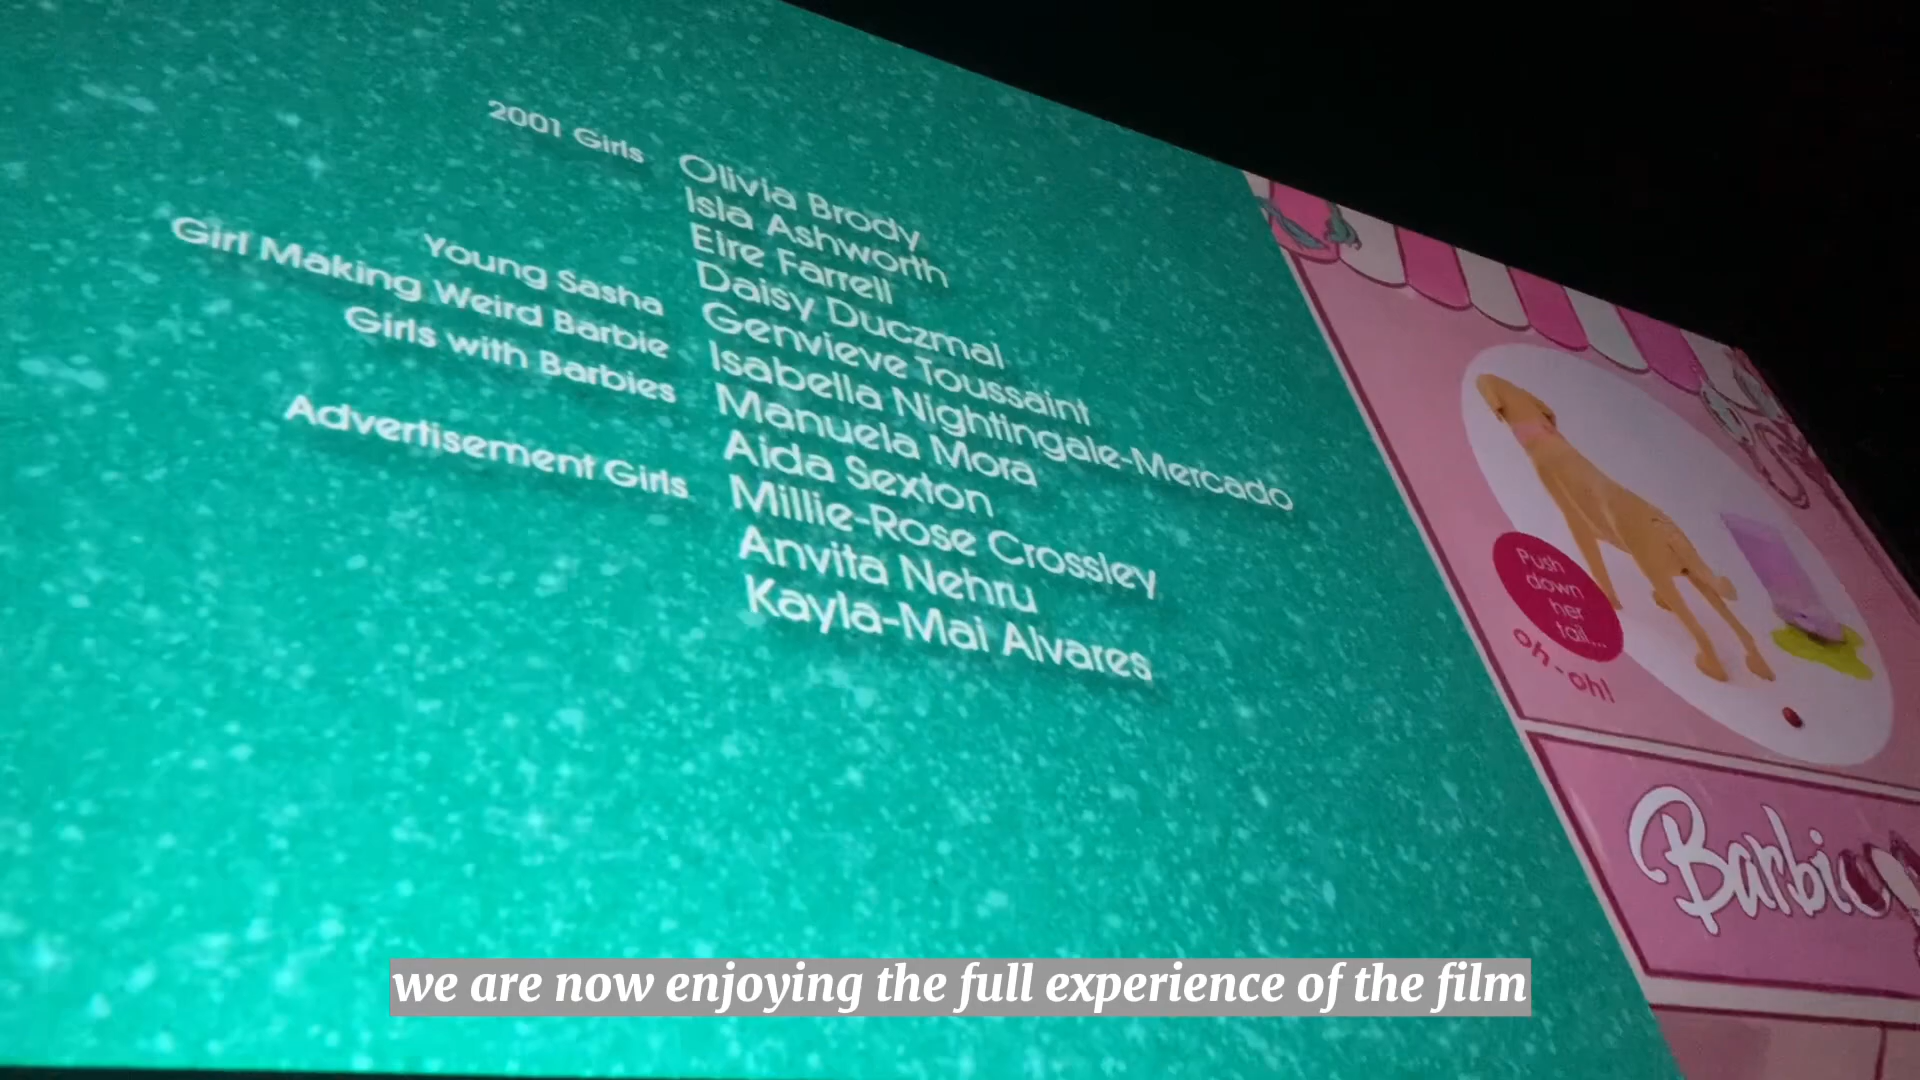 2001 Girls Olivia Brody
Isla Ashworth
Eire Farrell
Daisy Duczmal
Young Sasha Genvieve Toussaint
Girl Making Weird Barbie Isabella Nightingale-Mercado
Girls with Barbies Manuela Mora
Aida Sexton
Advertisement Girls Millie-Rose Crossley
Anvita Nehru
Kayla-Mai Alvares
Push
down
her
tail...
oh-oh!
Barbie
we are now enjoying the full experience of the film